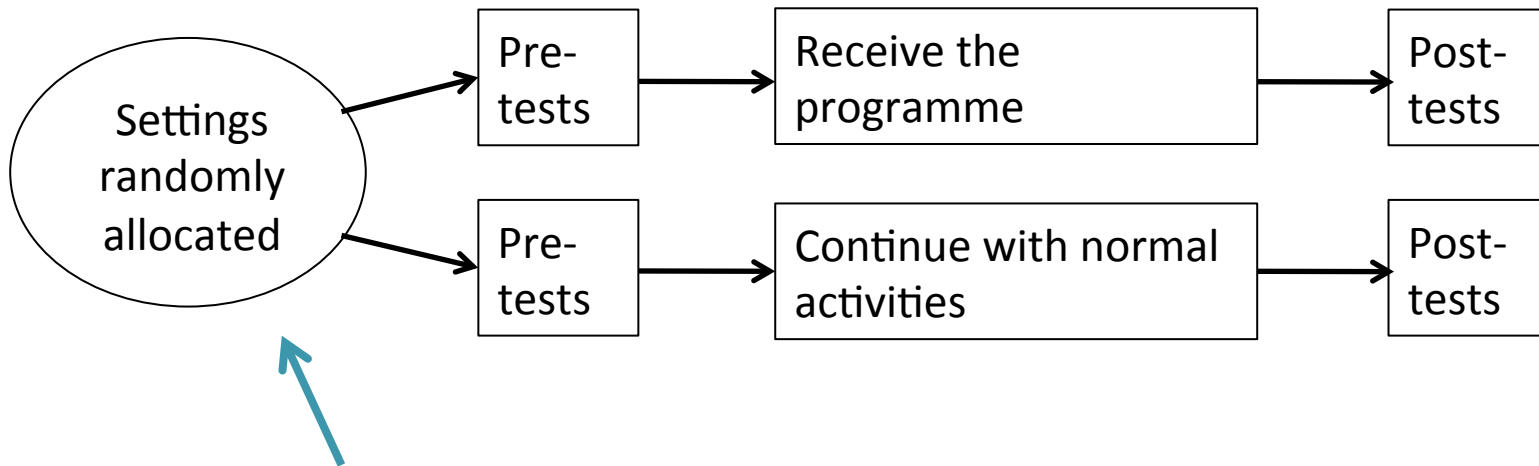 Settings
randomly
allocated
Pre-
tests
Receive the
programme
Post-
tests
Pre-
tests
Continue with normal
activities
Post-
tests